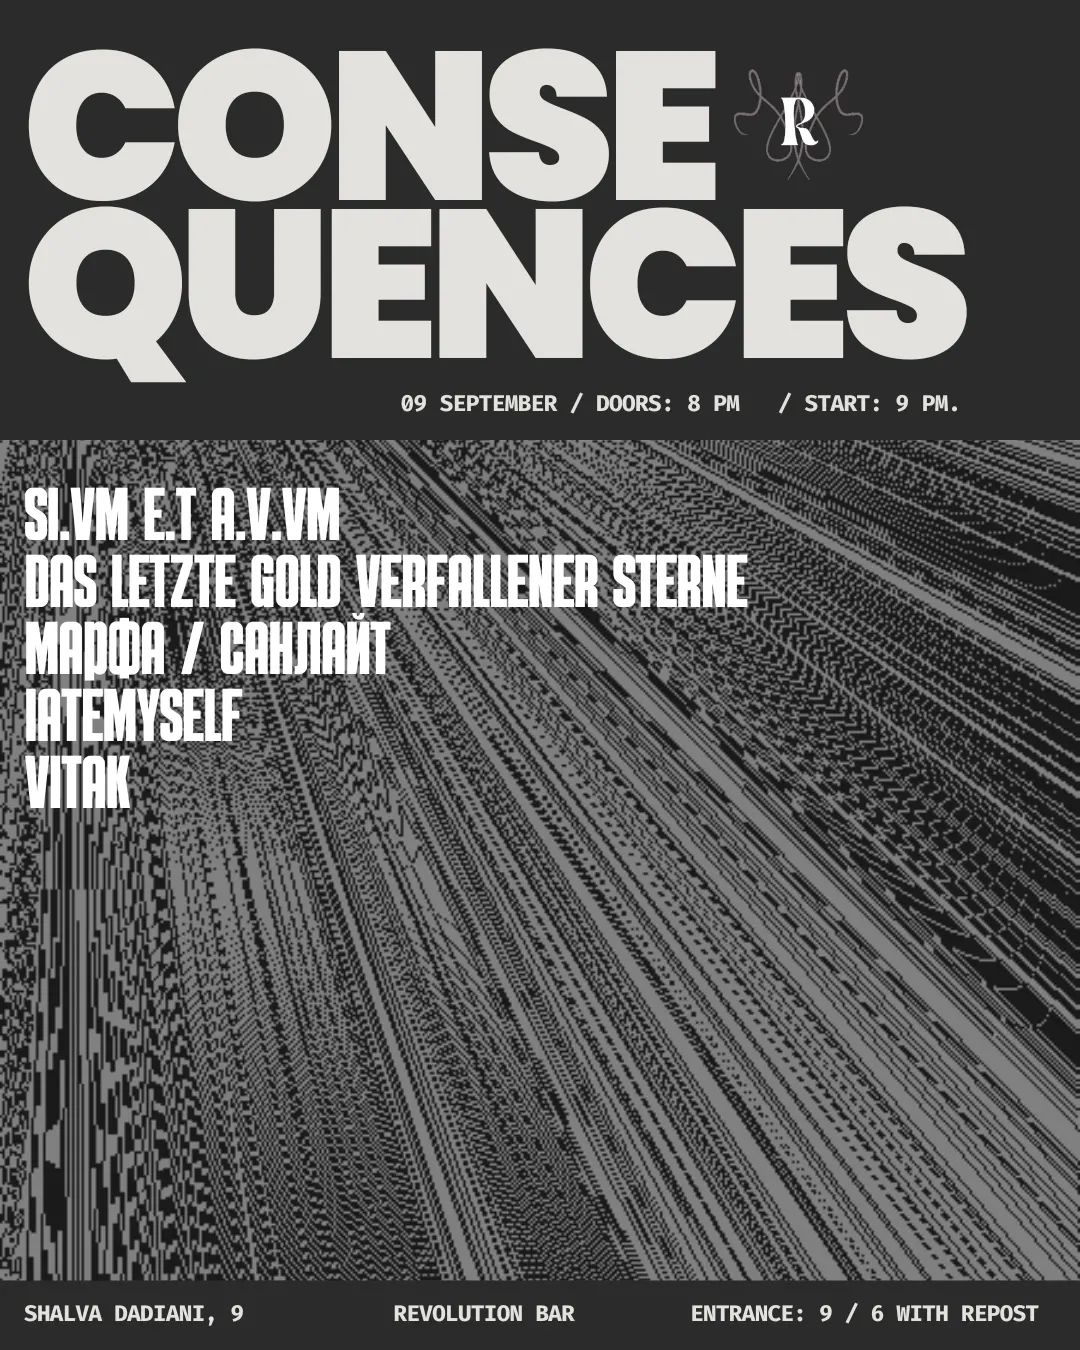 CONSE
R
QUENCES
09 SEPTEMBER / DOORS: 8 PM / START: 9 PM.
SI.VM E.T A.V.VM
DAS LETZTE GOLD VERFALLENER STERNE
МАРФА / САНЛАЙТ
IATEMYSELF
VITAK
SHALVA DADIANI, 9
REVOLUTION BAR
ENTRANCE: 9 / 6 WITH REPOST